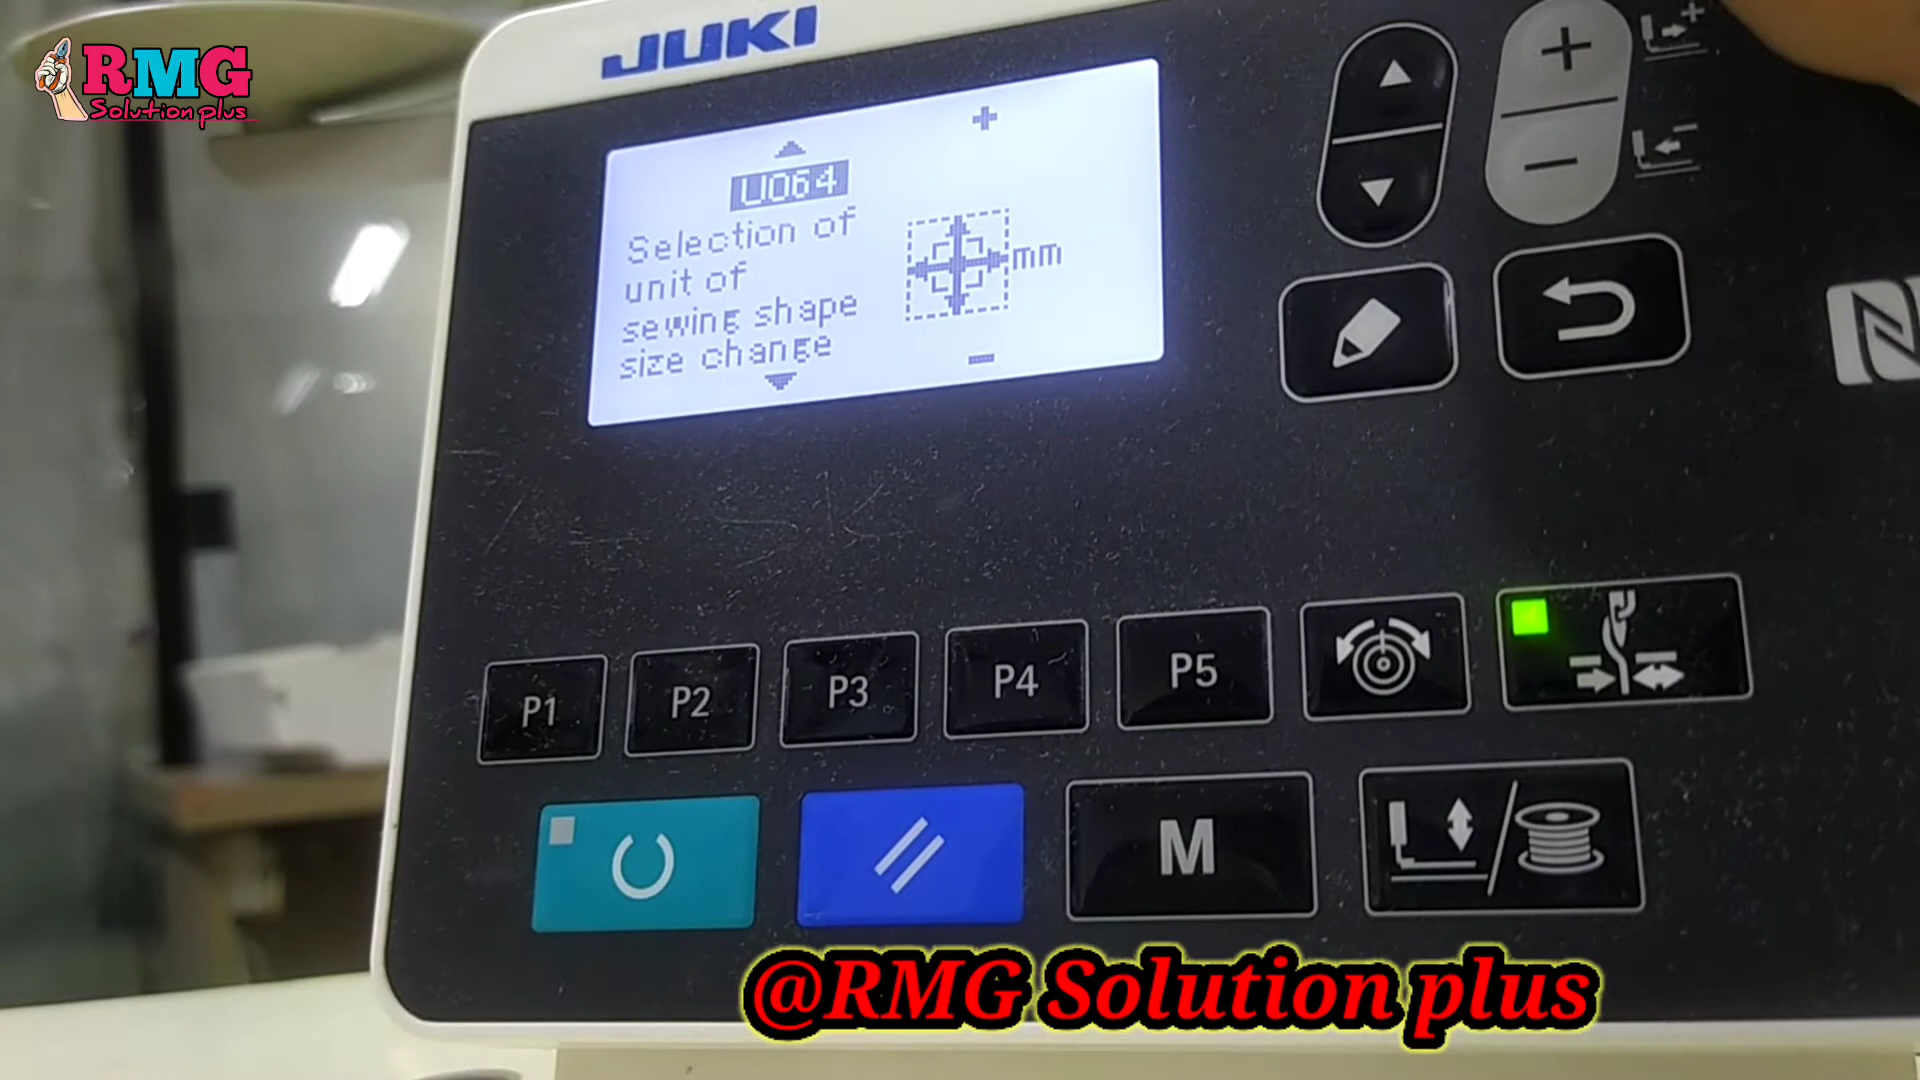 RMG
Solution plus
JUKI
U064
Selection of
unit of
sewing shape
size change
mm
P1
P2
P3
P4
P5
M
@RMG Solution plus